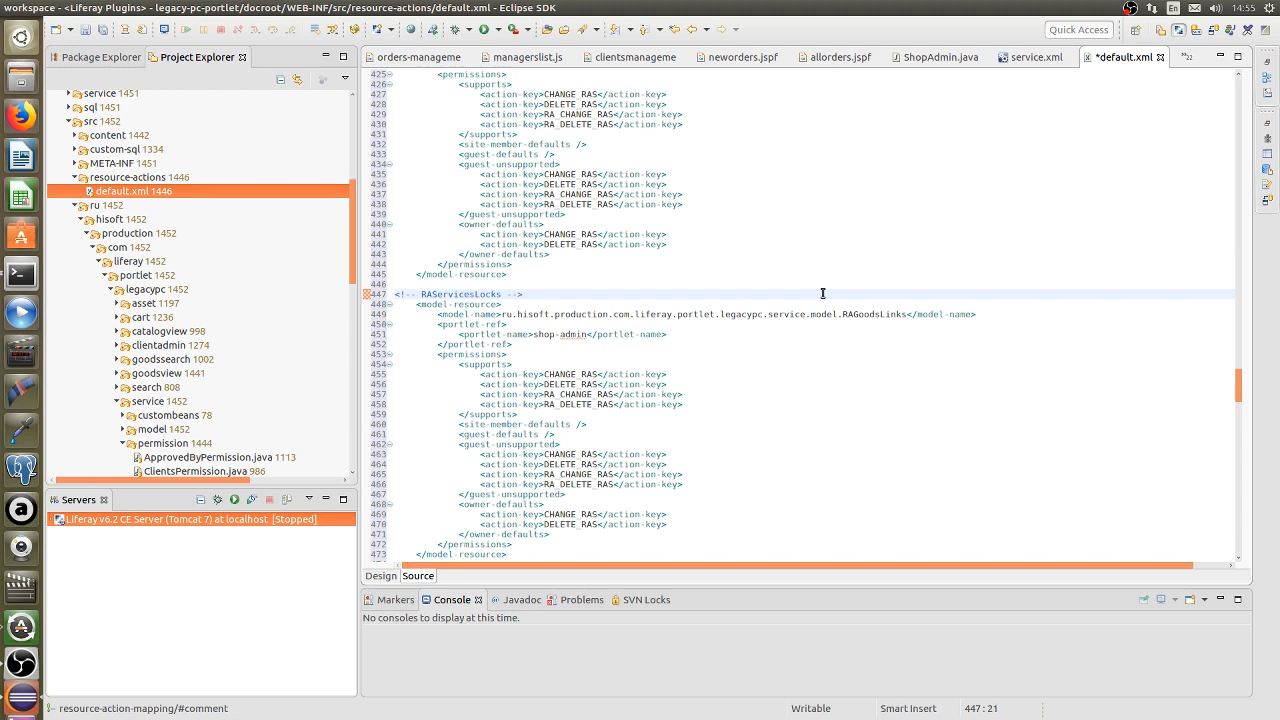 workspace - <Liferay Plugins> - legacy-pc-portlet/docroot/WEB-INF/src/resource-actions/default.xml - Eclipse SDK
En
14:55
Quick Access
Package Explorer
Project Explorer
orders-manageme
managerslist.js
clientsmanageme
neworders.jspf
allorders.jspf
ShopAdmin.java
service.xml
*default.xml
»22
service 1451
sql 1451
src 1452
content 1442
custom-sql 1334
META-INF 1451
resource-actions 1446
default.xml 1446
ru 1452
hisoft 1452
production 1452
com 1452
liferay 1452
portlet 1452
legacypc 1452
asset 1197
cart 1236
catalogview 998
clientadmin 1274
goodssearch 1002
goodsview 1441
search 808
service 1452
custombeans 78
model 1452
permission 1444
ApprovedByPermission.java 1113
ClientsPermission.java 986
425 <permissions>
426 <supports>
427 <action-key>CHANGE_RAS</action-key>
428 <action-key>DELETE_RAS</action-key>
429 <action-key>RA_CHANGE_RAS</action-key>
430 <action-key>RA_DELETE_RAS</action-key>
431 </supports>
432 <site-member-defaults />
433 <guest-defaults />
434 <guest-unsupported>
435 <action-key>CHANGE_RAS</action-key>
436 <action-key>DELETE_RAS</action-key>
437 <action-key>RA_CHANGE_RAS</action-key>
438 <action-key>RA_DELETE_RAS</action-key>
439 </guest-unsupported>
440 <owner-defaults>
441 <action-key>CHANGE_RAS</action-key>
442 <action-key>DELETE_RAS</action-key>
443 </owner-defaults>
444 </permissions>
445 </model-resource>
446
447 <!-- RAServicesLocks -->
448 <model-resource>
449 <model-name>ru.hisoft.production.com.liferay.portlet.legacypc.service.model.RAGoodsLinks</model-name>
450 <portlet-ref>
451 <portlet-name>shop-admin</portlet-name>
452 </portlet-ref>
453 <permissions>
454 <supports>
455 <action-key>CHANGE_RAS</action-key>
456 <action-key>DELETE_RAS</action-key>
457 <action-key>RA_CHANGE_RAS</action-key>
458 <action-key>RA_DELETE_RAS</action-key>
459 </supports>
460 <site-member-defaults />
461 <guest-defaults />
462 <guest-unsupported>
463 <action-key>CHANGE_RAS</action-key>
464 <action-key>DELETE_RAS</action-key>
465 <action-key>RA_CHANGE_RAS</action-key>
466 <action-key>RA_DELETE_RAS</action-key>
467 </guest-unsupported>
468 <owner-defaults>
469 <action-key>CHANGE_RAS</action-key>
470 <action-key>DELETE_RAS</action-key>
471 </owner-defaults>
472 </permissions>
473 </model-resource>
Design
Source
Servers
Liferay v6.2 CE Server (Tomcat 7) at localhost [Stopped]
Markers
Console
Javadoc
Problems
SVN Locks
No consoles to display at this time.
resource-action-mapping/#comment
Writable
Smart Insert
447 : 21